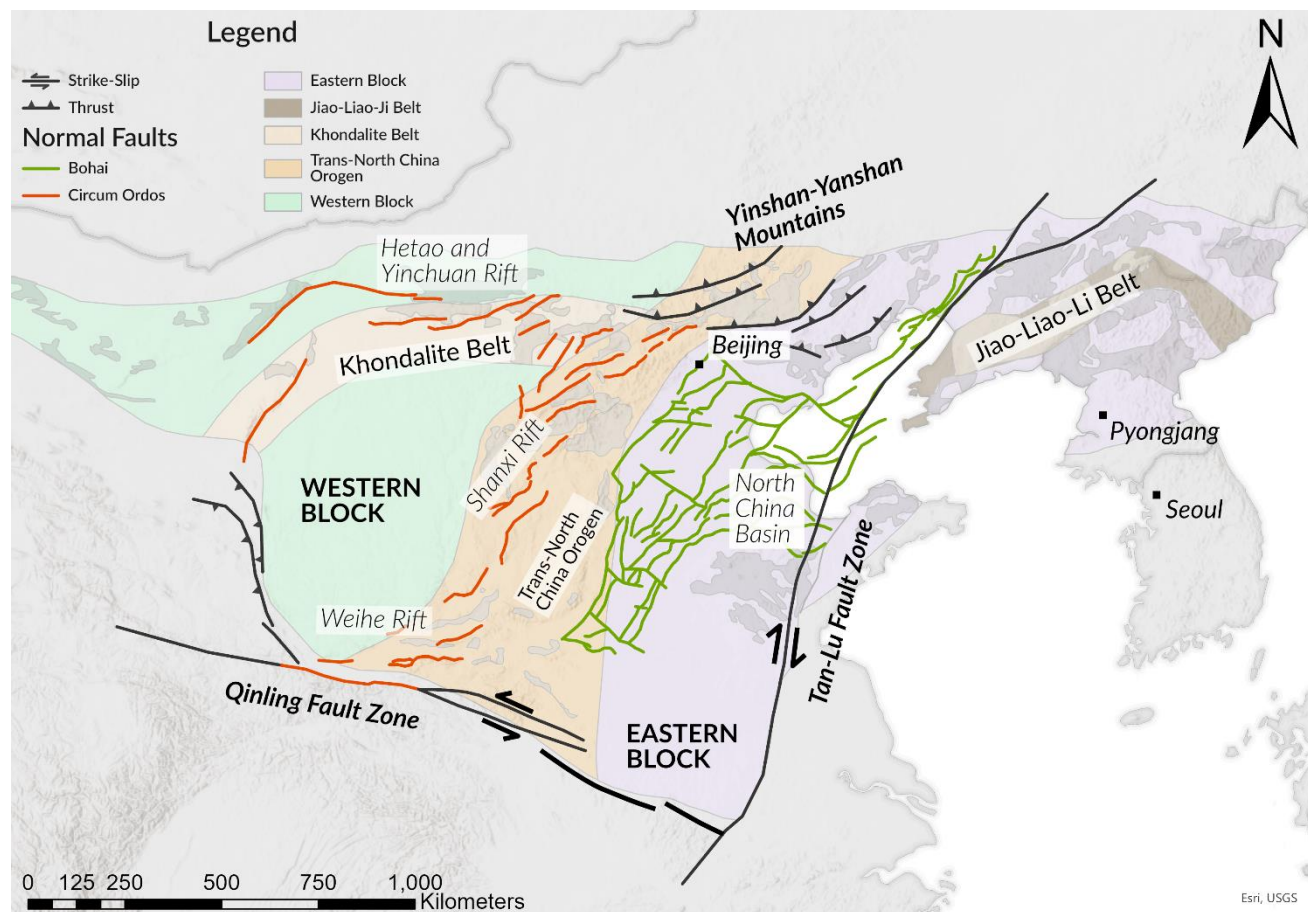 Legend
Strike-Slip
Thrust
Normal Faults
Bohai
Circum Ordos
Eastern Block
Jiao-Liao-Ji Belt
Khondalite Belt
Trans-North China
Orogen
Western Block
N
Yinshan-Yanshan
Mountains
Hetao and
Yinchuan Rift
Khondalite Belt
Beijing
Jiao-Liao-Li Belt
Pyongjang
Seoul
Shanxi Rift
WESTERN
BLOCK
North
China
Basin
Trans-North
China Orogen
Tan-Lu Fault Zone
Weihe Rift
Qinling Fault Zone
EASTERN
BLOCK
0 125 250 500 750 1,000
Kilometers
Esri, USGS